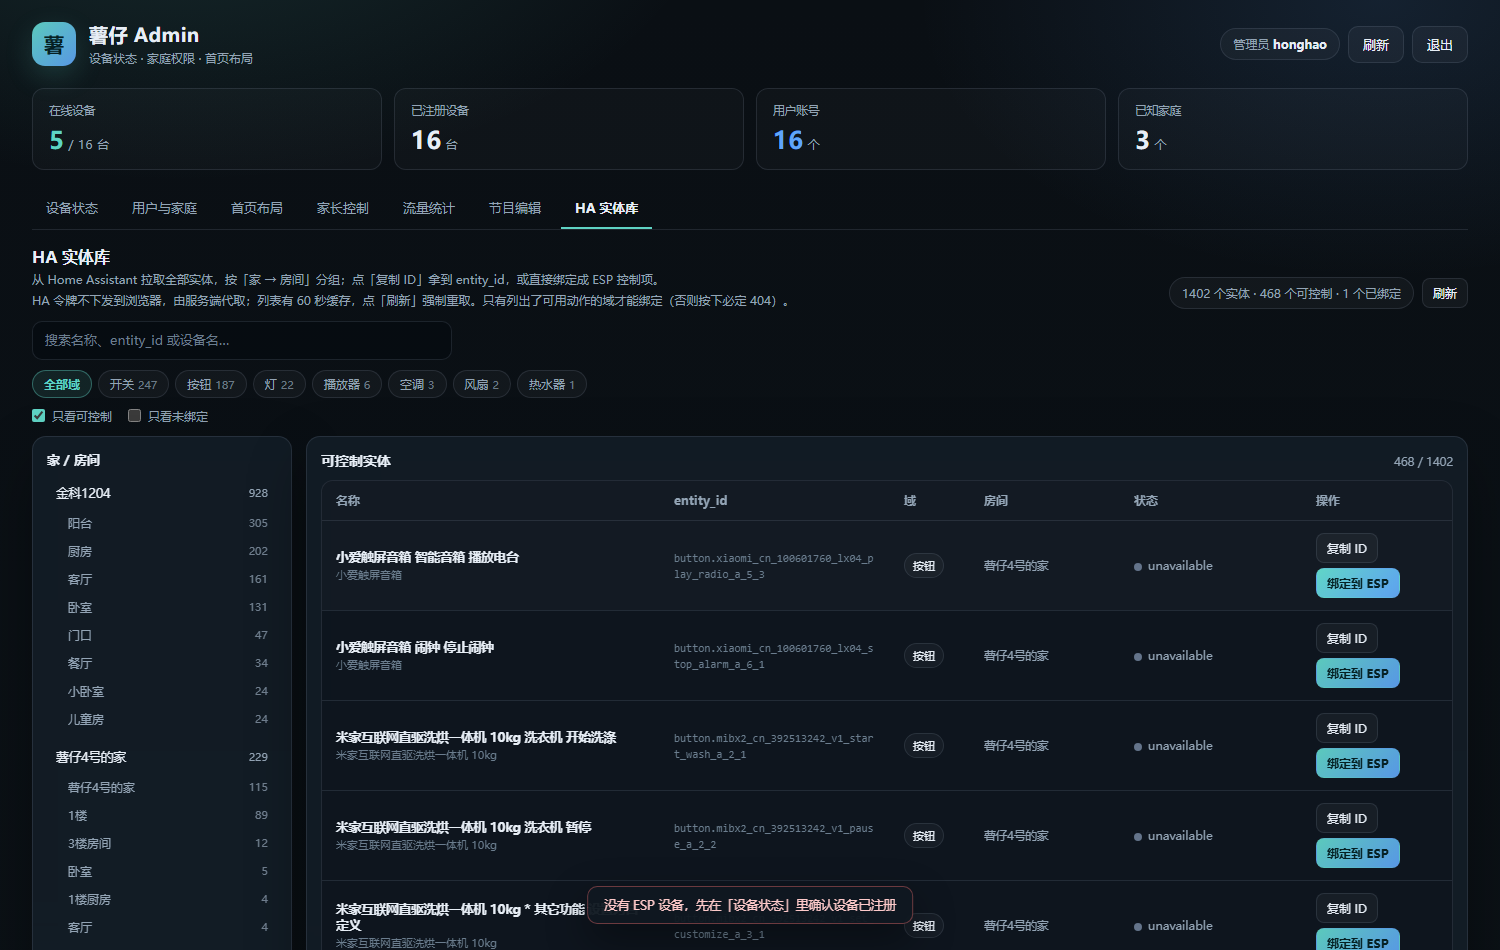 薯
薯仔 Admin
设备状态 · 家庭权限 · 首页布局
管理员 honghao
刷新
退出
在线设备
5 / 16 台
已注册设备
16 台
用户账号
16 个
已知家庭
3 个
设备状态
用户与家庭
首页布局
家长控制
流量统计
节目编辑
HA 实体库
HA 实体库
从 Home Assistant 拉取全部实体，按「家 → 房间」分组；点「复制 ID」拿到 entity_id，或直接绑定成 ESP 控制项。
HA 令牌不下发到浏览器，由服务端代取；列表有 60 秒缓存，点「刷新」强制重取。只有列出了可用动作的域才能绑定（否则按下必定 404）。
1402 个实体 · 468 个可控制 · 1 个已绑定
刷新
搜索名称、entity_id 或设备名...
全部域
开关 247
按钮 187
灯 22
播放器 6
空调 3
风扇 2
热水器 1
只看可控制
只看未绑定
家 / 房间
金科1204 928
阳台 305
厨房 202
客厅 161
卧室 131
门口 47
餐厅 34
小卧室 24
儿童房 24
薯仔4号的家 229
薯仔4号的家 115
1楼 89
3楼房间 12
卧室 5
1楼厨房 4
客厅 4
可控制实体
468 / 1402
名称 entity_id 域 房间 状态 操作
小爱触屏音箱 智能音箱 播放电台
小爱触屏音箱
button.xiaomi_cn_100601760_lx04_p
lay_radio_a_5_3
按钮
薯仔4号的家
unavailable
复制 ID
绑定到 ESP
小爱触屏音箱 闹钟 停止闹钟
小爱触屏音箱
button.xiaomi_cn_100601760_lx04_s
top_alarm_a_6_1
按钮
薯仔4号的家
unavailable
复制 ID
绑定到 ESP
米家互联网直驱洗烘一体机 10kg 洗衣机 开始洗涤
米家互联网直驱洗烘一体机 10kg
button.mibx2_cn_392513242_v1_star
t_wash_a_2_1
按钮
薯仔4号的家
unavailable
复制 ID
绑定到 ESP
米家互联网直驱洗烘一体机 10kg 洗衣机 暂停
米家互联网直驱洗烘一体机 10kg
button.mibx2_cn_392513242_v1_paus
e_a_2_2
按钮
薯仔4号的家
unavailable
复制 ID
绑定到 ESP
米家互联网直驱洗烘一体机 10kg * 其它功能
定义
米家互联网直驱洗烘一体机 10kg
customize_a_3_1
按钮
薯仔4号的家
unavailable
复制 ID
绑定到 ESP
没有 ESP 设备，先在「设备状态」里确认设备已注册